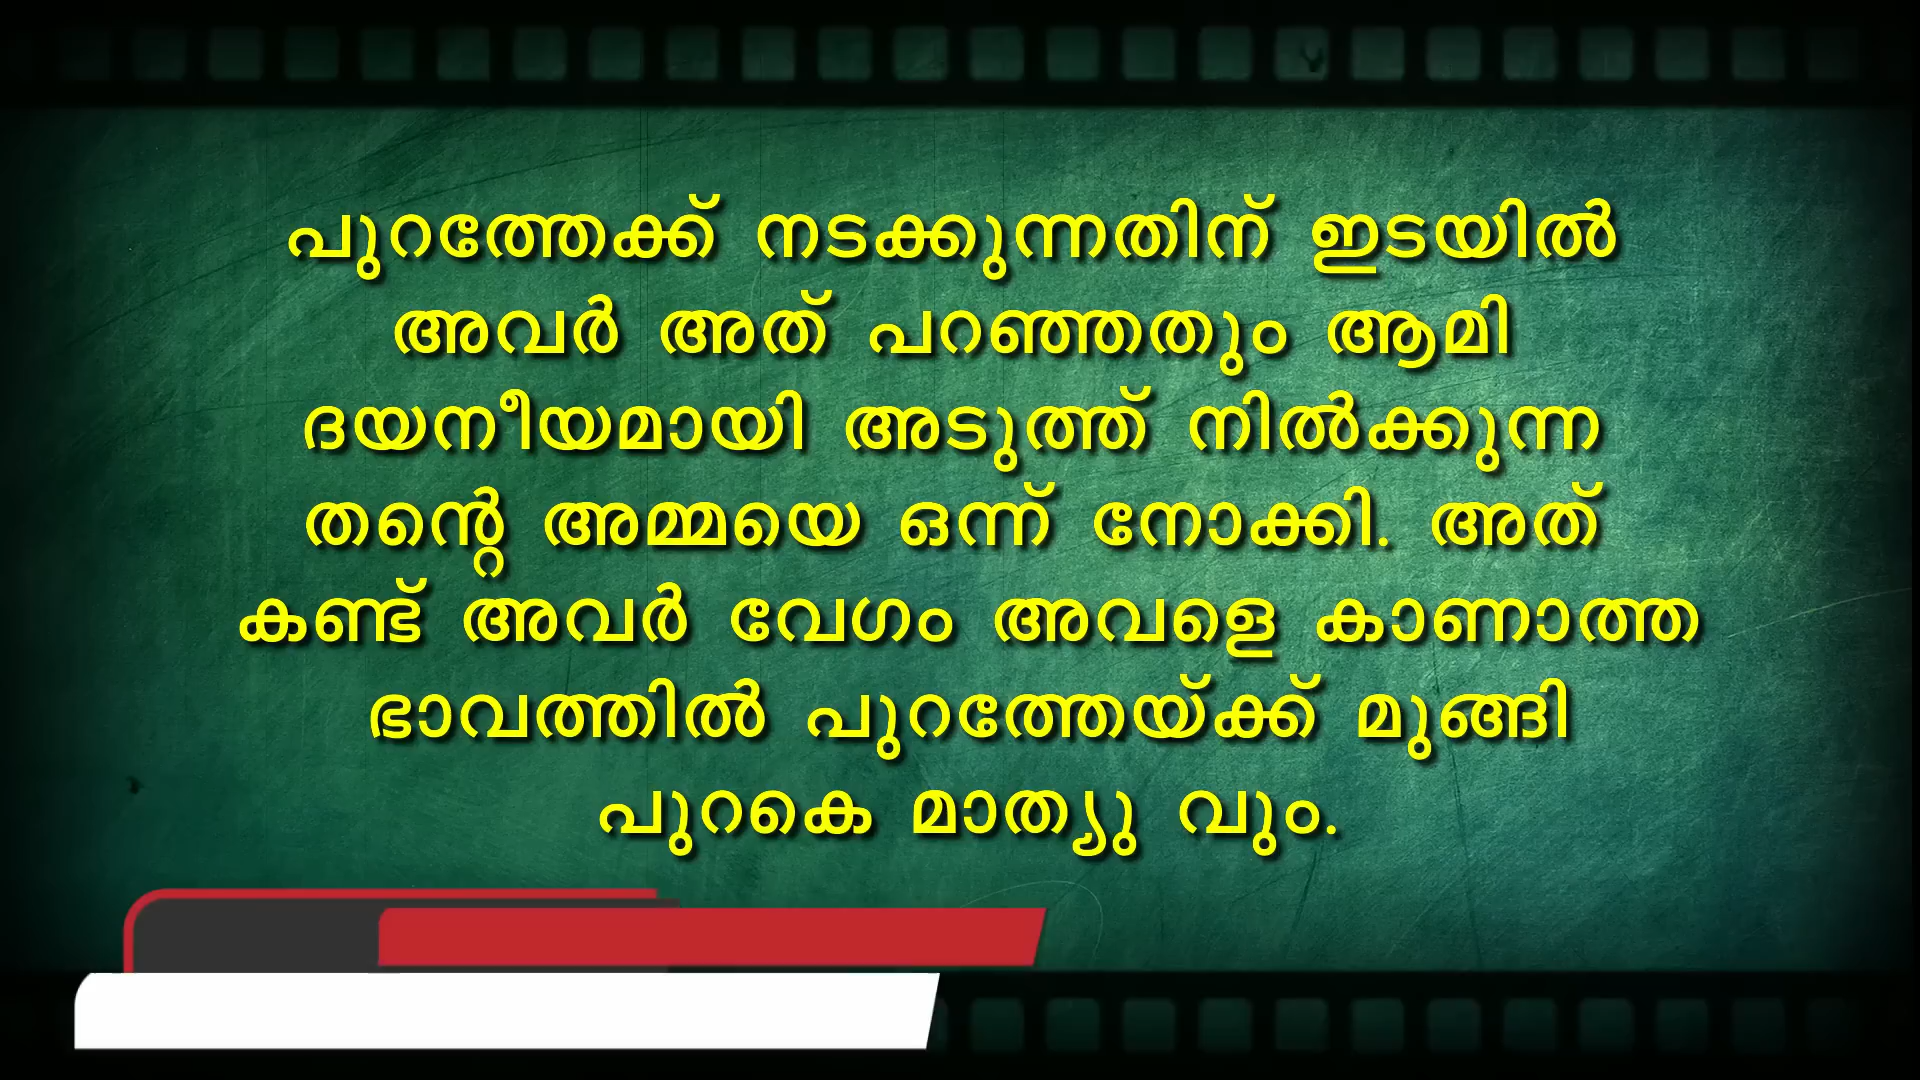 പുറത്തേക്ക് നടക്കുന്നതിന് ഇടയിൽ
അവർ അത് പറഞ്ഞതും ആമി
ദയനീയമായി അടുത്ത് നിൽക്കുന്ന
തന്റെ അമ്മയെ ഒന്ന് നോക്കി. അത്
കണ്ട് അവർ വേഗം അവളെ കാണാത്ത
ഭാവത്തിൽ പുറത്തേയ്ക്ക് മുങ്ങി
പുറകെ മാത്യു വും.